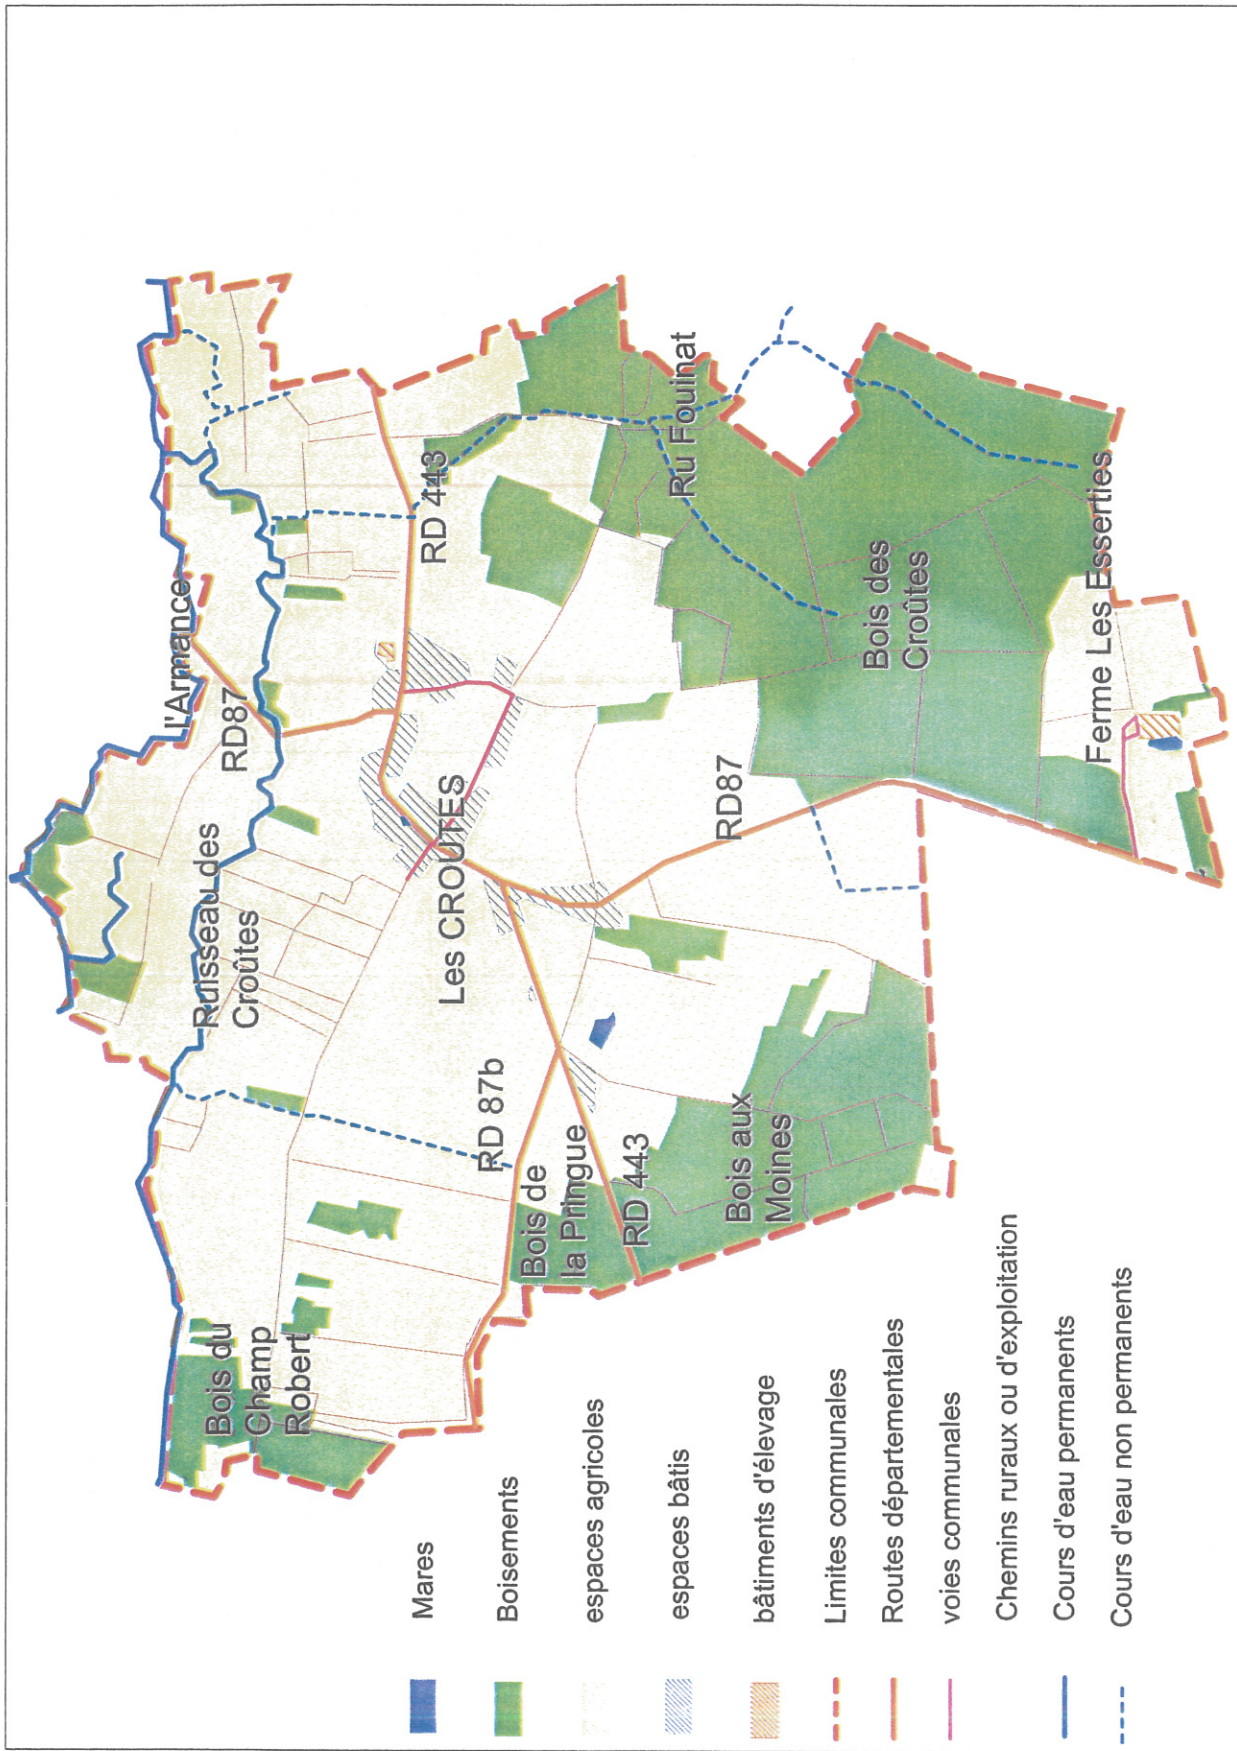 l'Armance
RD87
Ruisseau des
Croûtes
RD 443
Ru Fouinat
Les CROUTES
RD87
Bois des
Croûtes
Ferme Les Esserties
RD 87b
Bois de
la Pringue
RD 443
Bois aux
Moines
Bois du
Champ
Robert
Mares
Boisements
espaces agricoles
espaces bâtis
bâtiments d'élevage
Limites communales
Routes départementales
voies communales
Chemins ruraux ou d'exploitation
Cours d'eau permanents
Cours d'eau non permanents